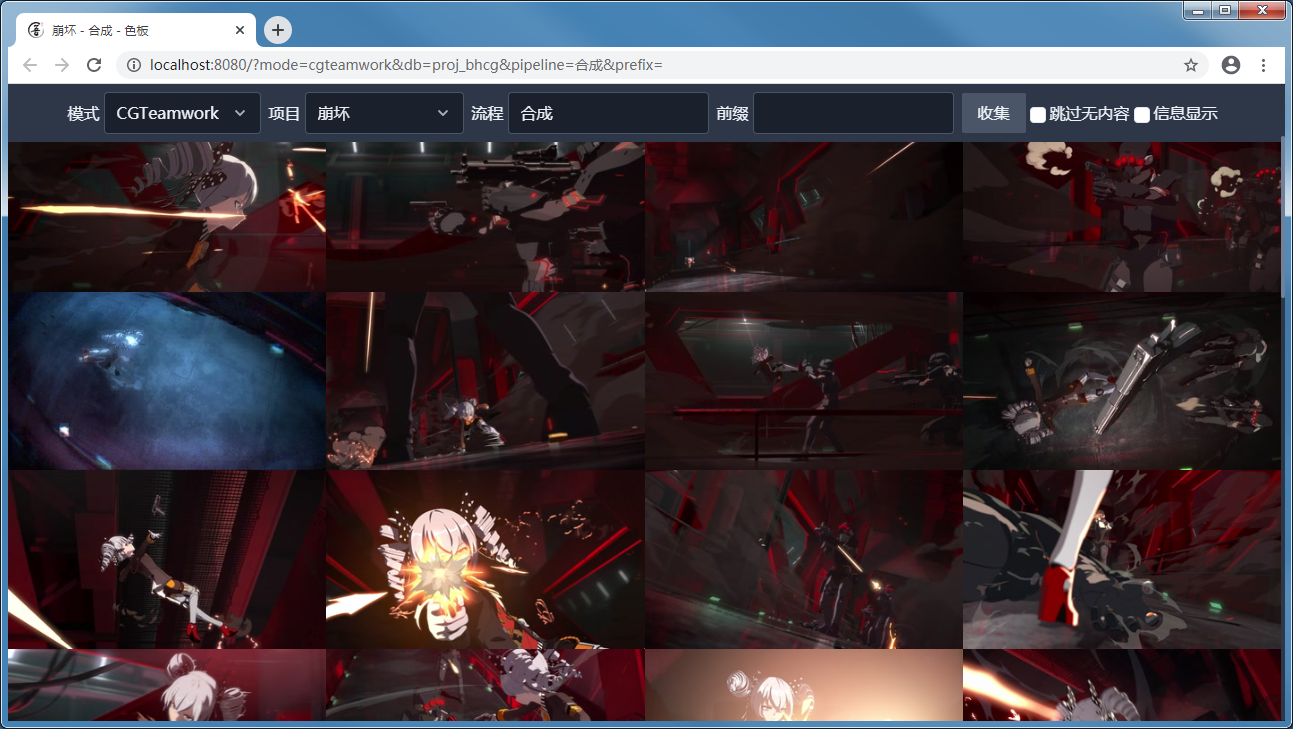 崩坏 - 合成 - 色板
localhost:8080/?mode=cgteamwork&db=proj_bhcg&pipeline=合成&prefix=
模式 CGTeamwork 项目 崩坏 流程 合成 前缀 收集 跳过无内容 信息显示